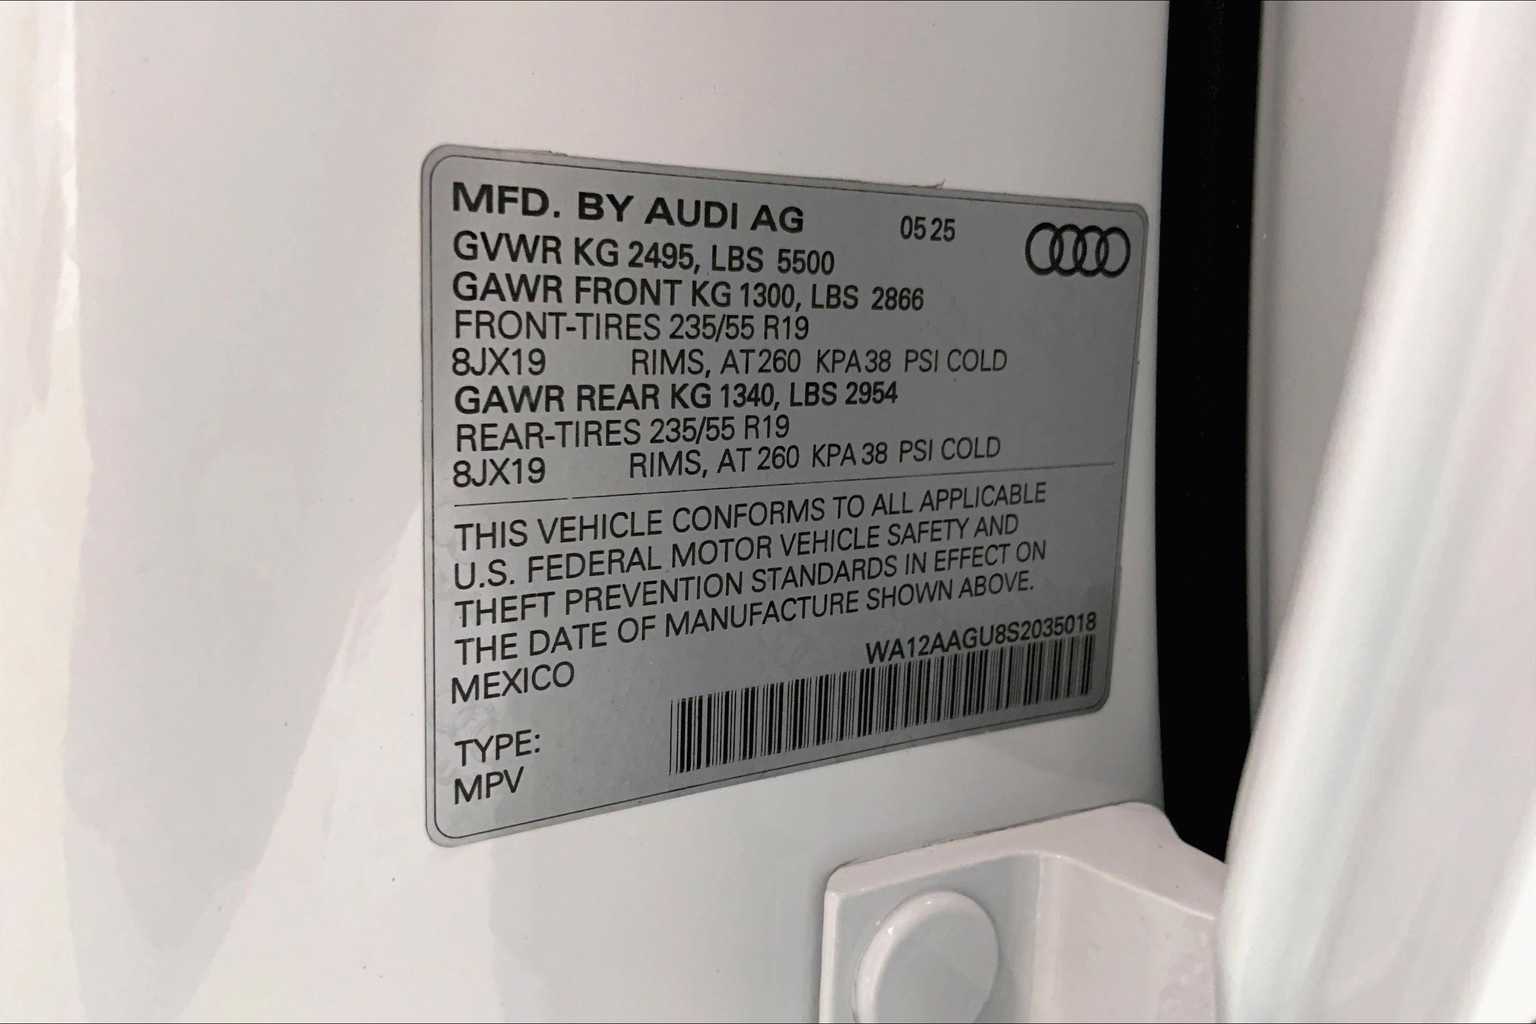 MFD. BY AUDI AG 05 25
GVWR KG 2495, LBS 5500
GAWR FRONT KG 1300, LBS 2866
FRONT-TIRES 235/55 R19
8JX19 RIMS, AT 260 KPA 38 PSI COLD
GAWR REAR KG 1340, LBS 2954
REAR-TIRES 235/55 R19
8JX19 RIMS, AT 260 KPA 38 PSI COLD
THIS VEHICLE CONFORMS TO ALL APPLICABLE
U.S. FEDERAL MOTOR VEHICLE SAFETY AND
THEFT PREVENTION STANDARDS IN EFFECT ON
THE DATE OF MANUFACTURE SHOWN ABOVE.
MEXICO
WA12AAGU8S2035018
TYPE:
MPV